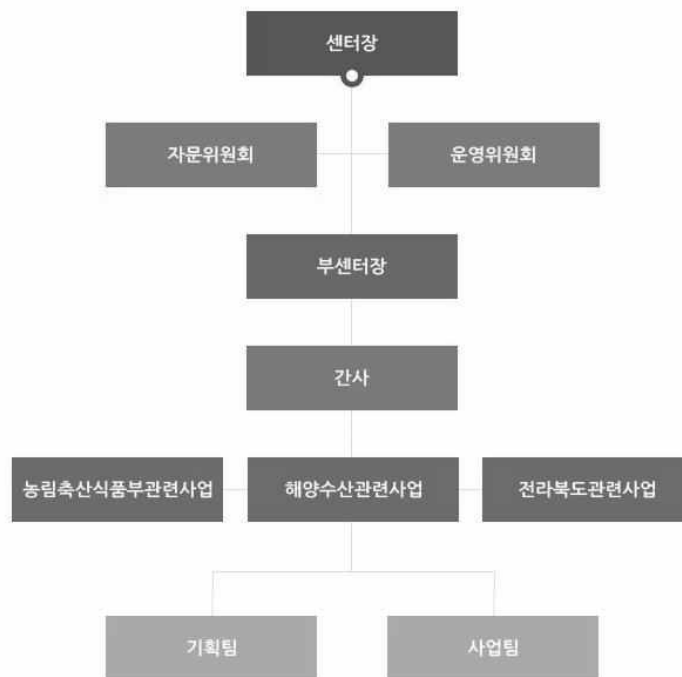 센터장
자문위원회
운영위원회
부센터장
간사
농림축산식품부관련사업
해양수산관련사업
전라북도관련사업
기획팀
사업팀